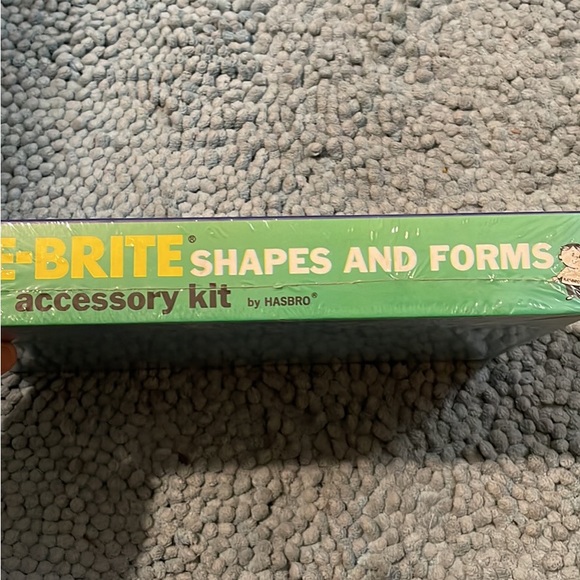 E-BRITE® SHAPES AND FORMS
accessory kit by HASBRO®